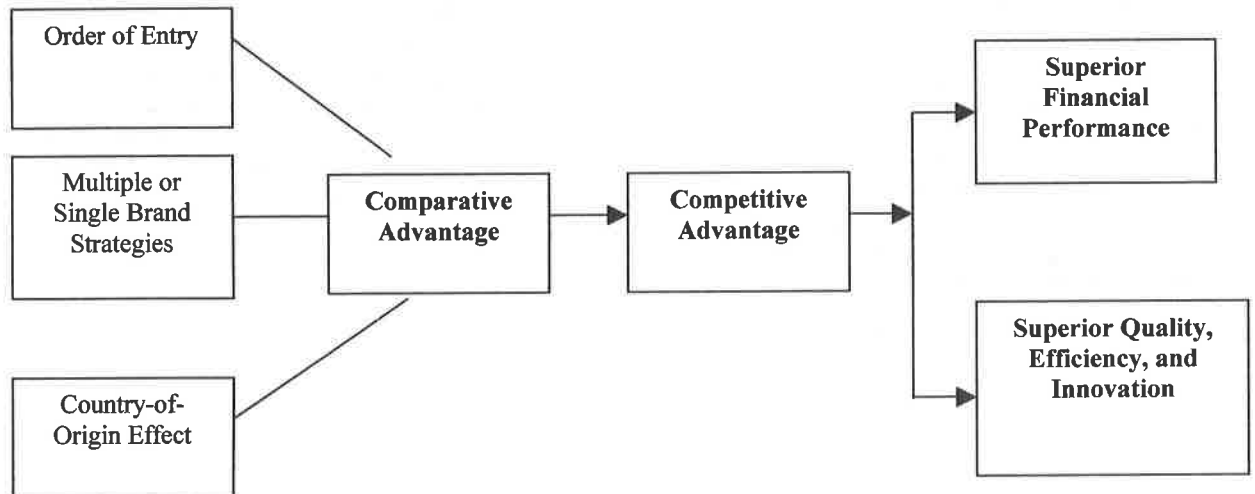 Order of Entry
Multiple or
Single Brand
Strategies
Country-of-
Origin Effect
Comparative
Advantage
Competitive
Advantage
Superior
Financial
Performance
Superior Quality,
Efficiency, and
Innovation